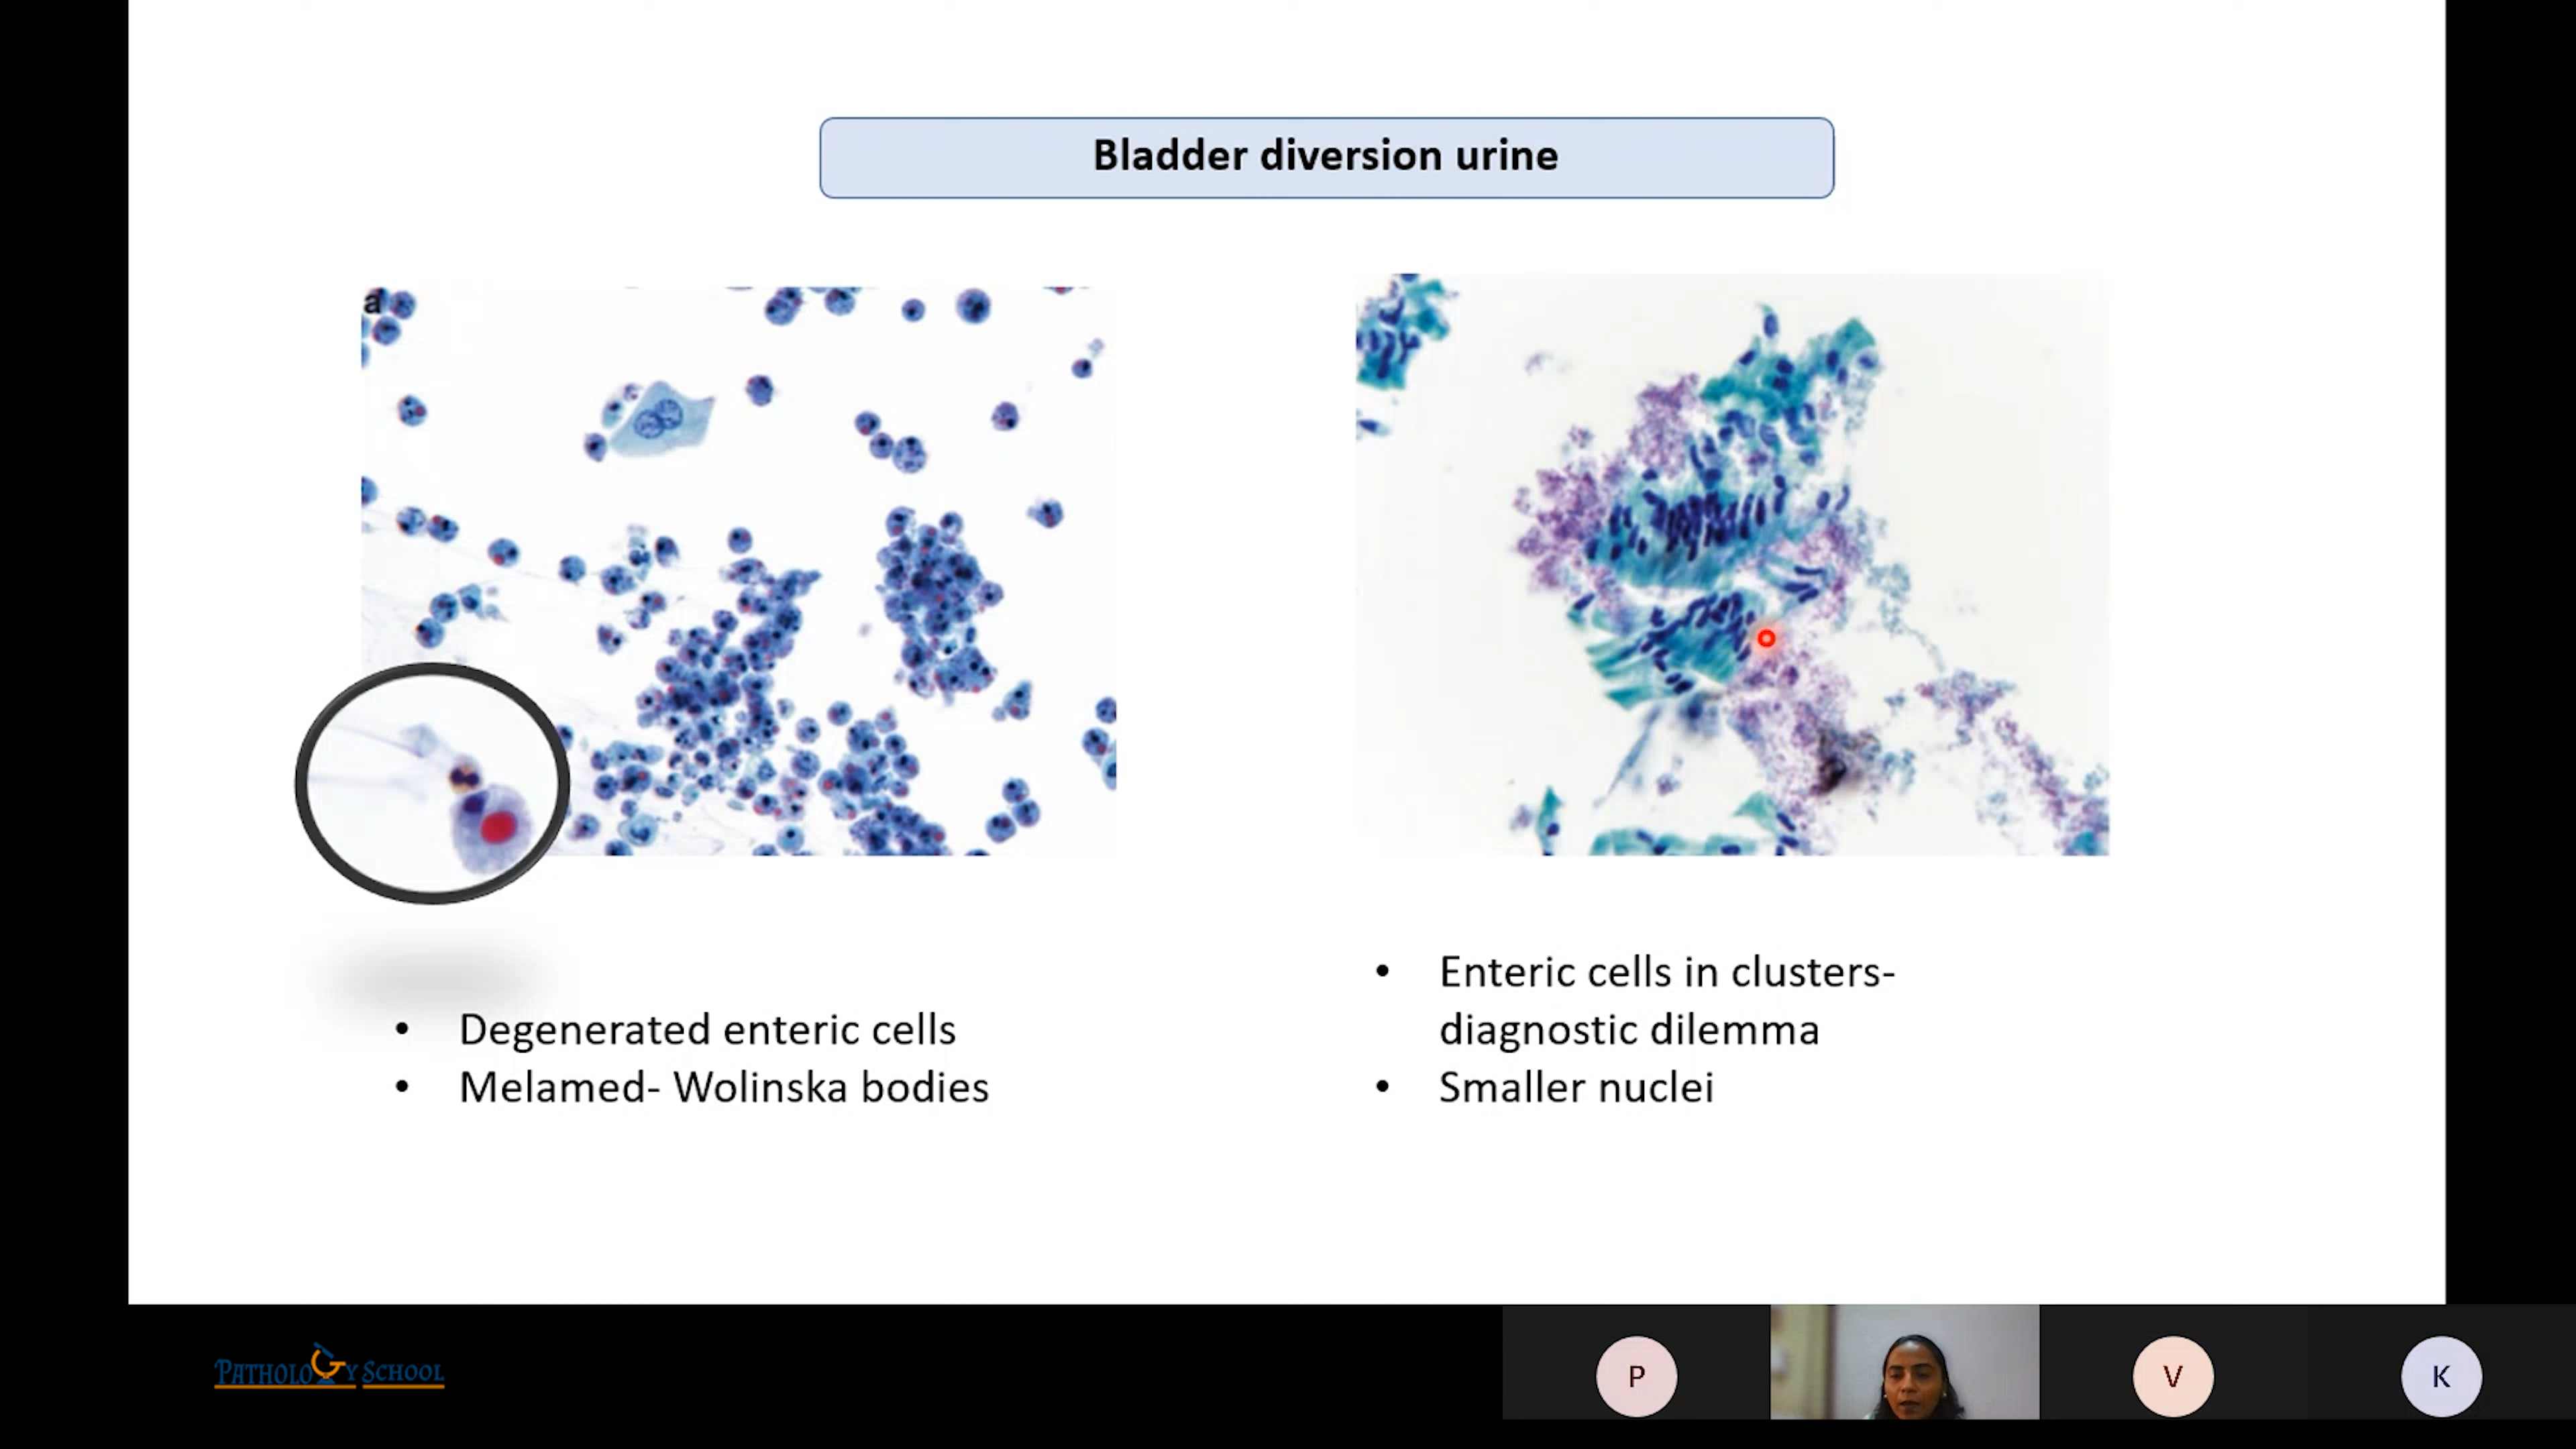 Bladder diversion urine
a
• Degenerated enteric cells
• Melamed- Wolinska bodies
• Enteric cells in clusters-
diagnostic dilemma
• Smaller nuclei
PATHOLOGY SCHOOL
P
V
K